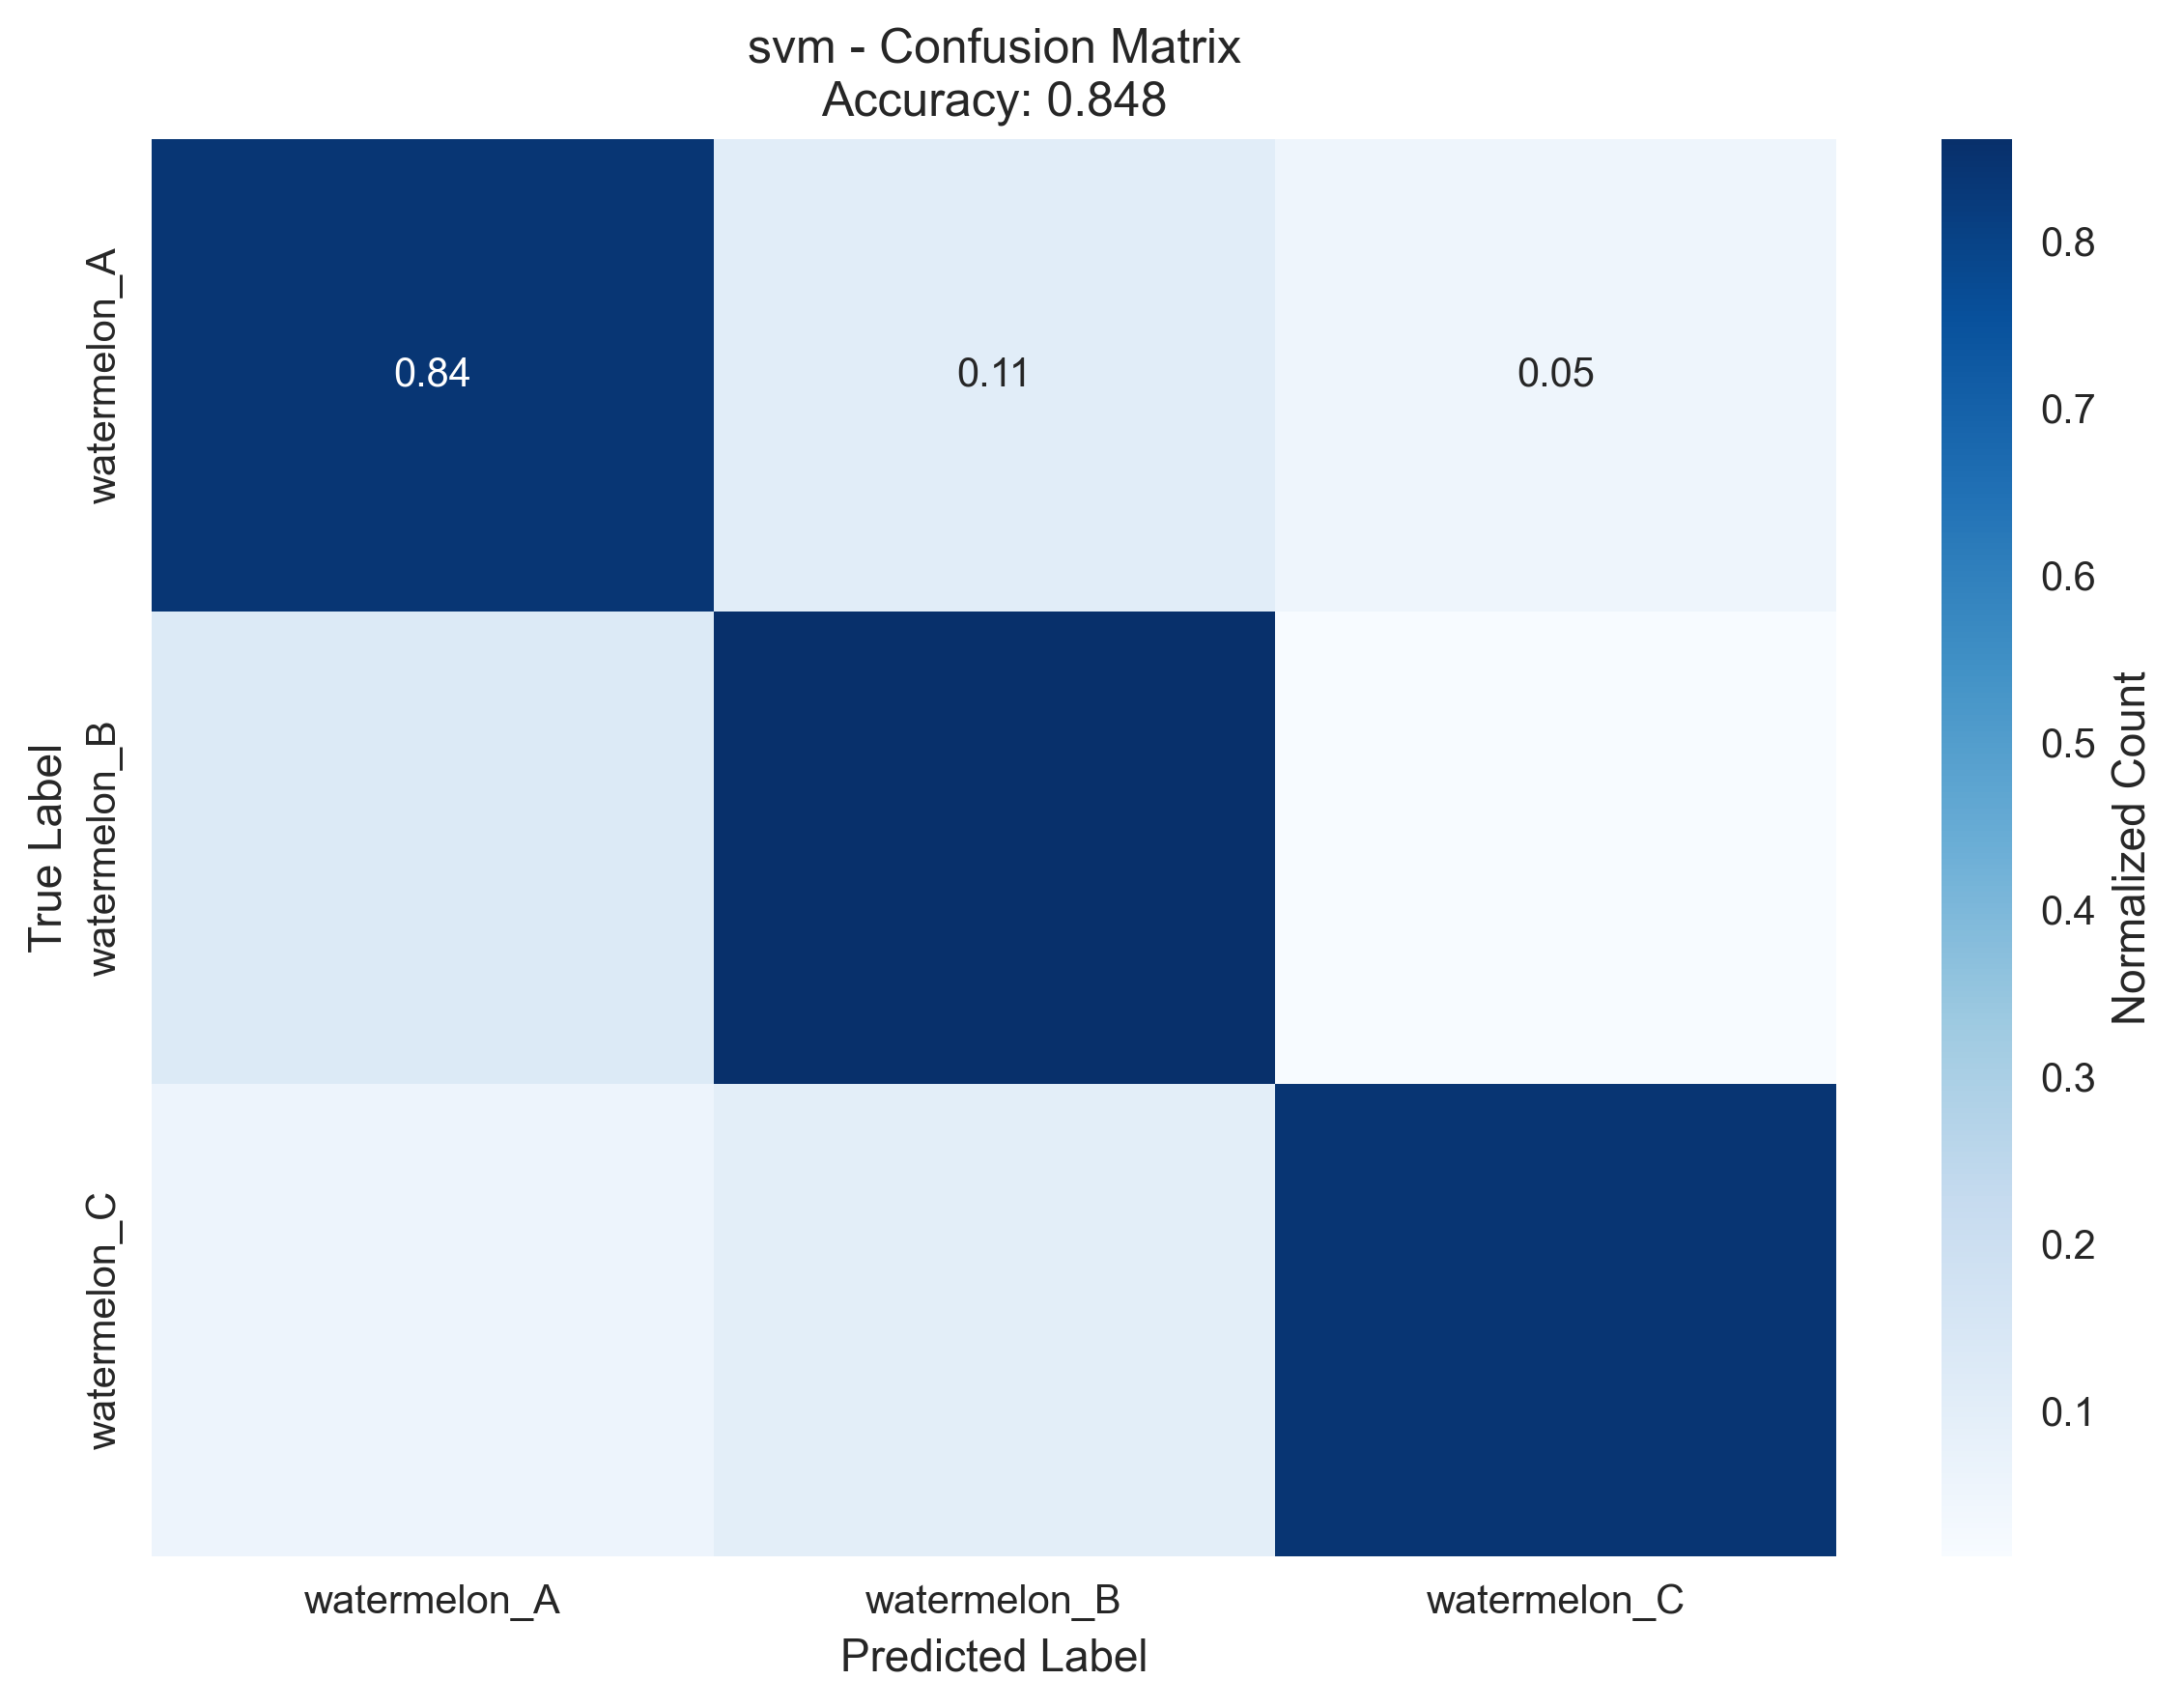 svm - Confusion Matrix
Accuracy: 0.848
True Label
watermelon_A
watermelon_B
watermelon_C
0.84 0.11 0.05
watermelon_A watermelon_B watermelon_C
Predicted Label
0.8
0.7
0.6
0.5
0.4
0.3
0.2
0.1
Normalized Count